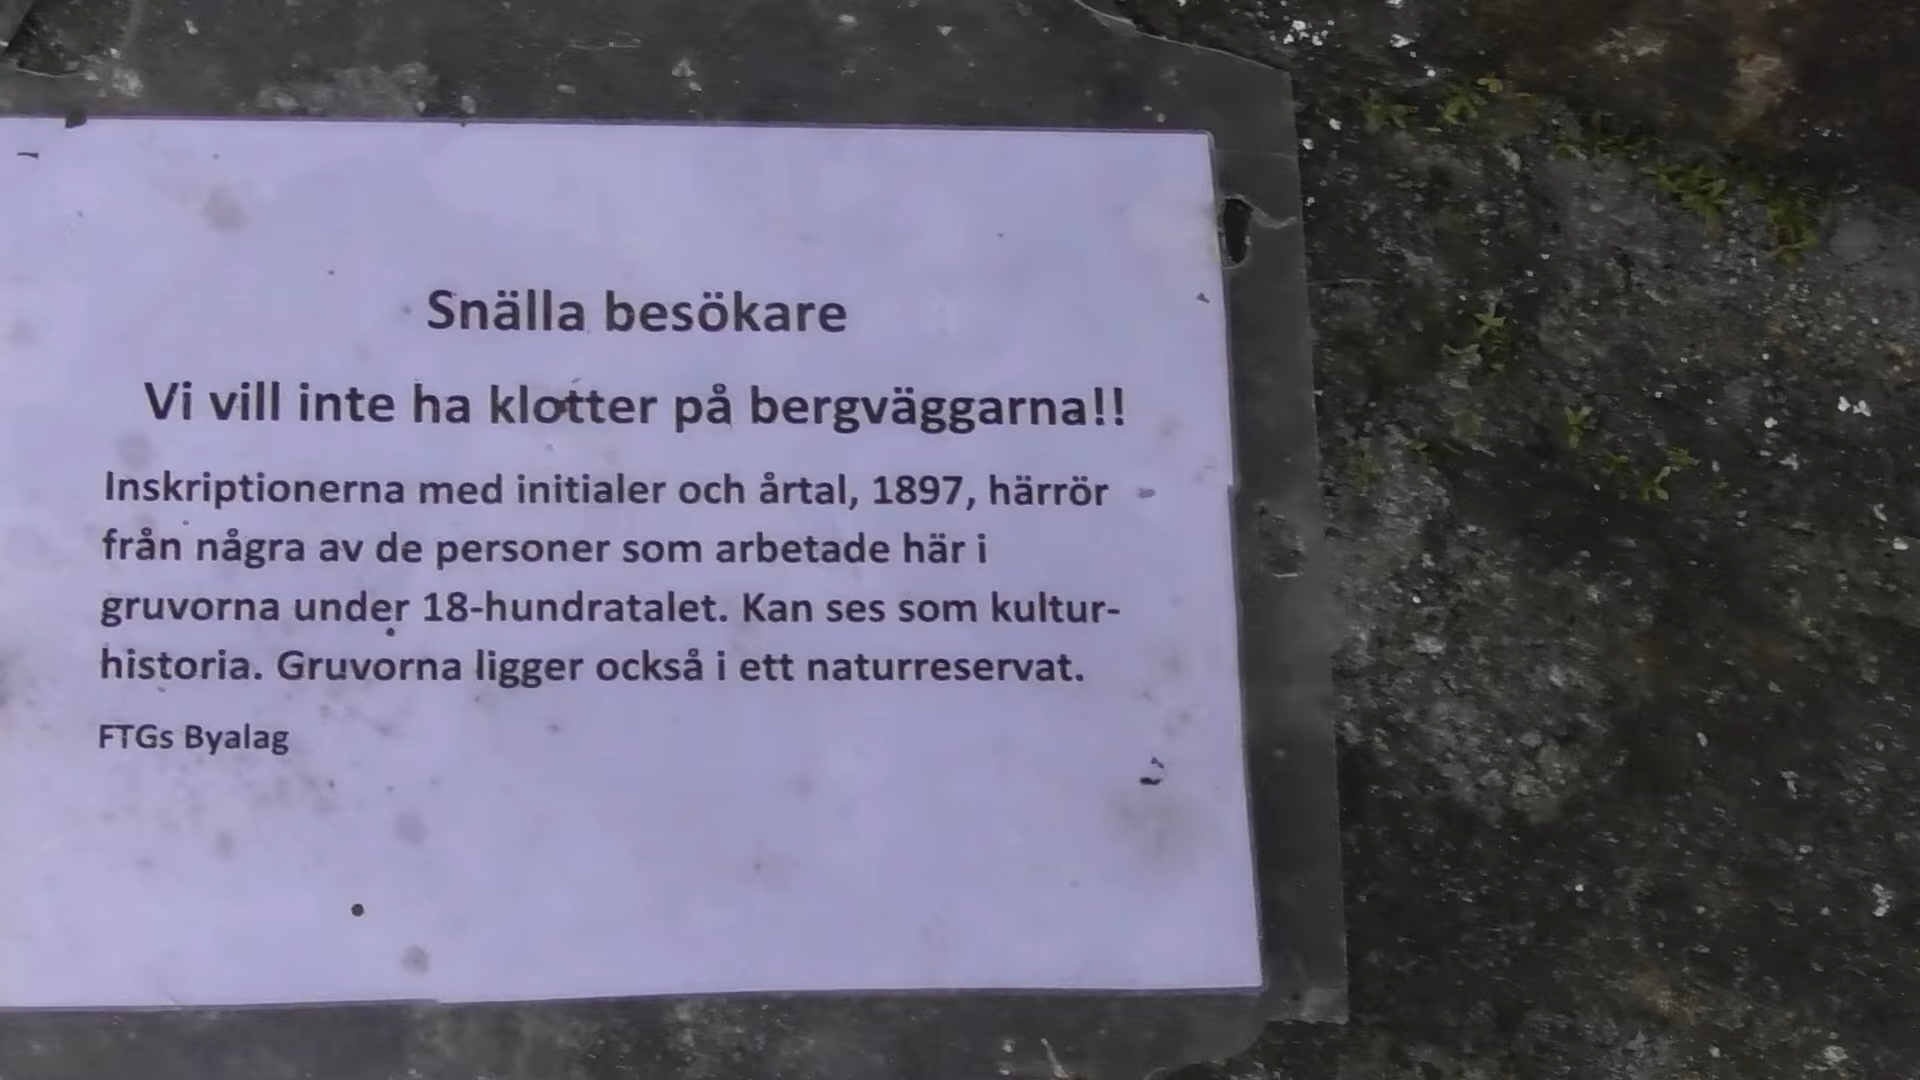 Snälla besökare
Vi vill inte ha klotter på bergväggarna!!
Inskriptionerna med initialer och årtal, 1897, härrör
från några av de personer som arbetade här i
gruvorna under 18-hundratalet. Kan ses som kultur-
historia. Gruvorna ligger också i ett naturreservat.
FTGs Byalag